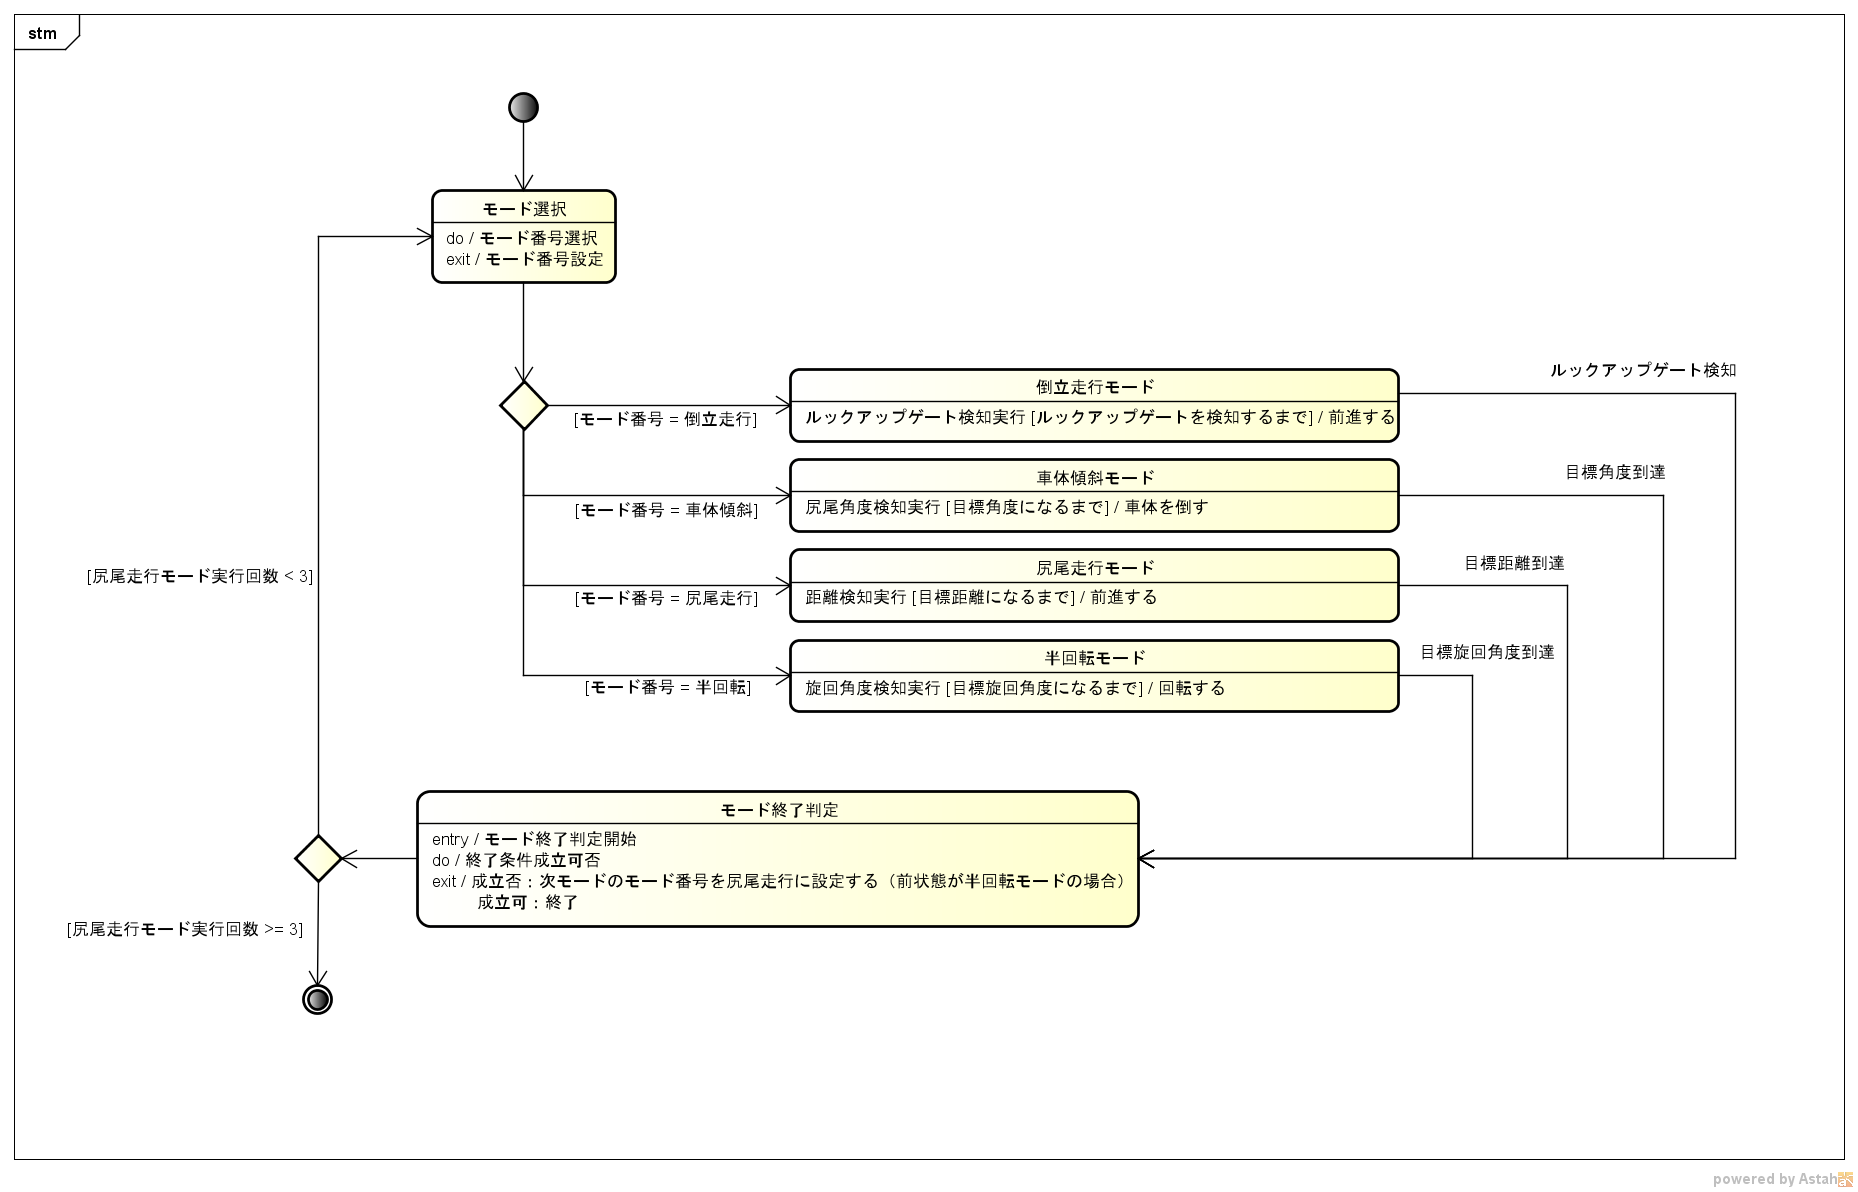 stm
モード選択
do / モード番号選択
exit / モード番号設定
ルックアップゲート検知
倒立走行モード
[モード番号 = 倒立走行]
ルックアップゲート検知実行 [ルックアップゲートを検知するまで] / 前進する
目標角度到達
車体傾斜モード
[モード番号 = 車体傾斜]
尻尾角度検知実行 [目標角度になるまで] / 車体を倒す
目標距離到達
尻尾走行モード
[尻尾走行モード実行回数 < 3]
[モード番号 = 尻尾走行]
距離検知実行 [目標距離になるまで] / 前進する
目標旋回角度到達
半回転モード
[モード番号 = 半回転]
旋回角度検知実行 [目標旋回角度になるまで] / 回転する
モード終了判定
entry / モード終了判定開始
do / 終了条件成立可否
exit / 成立否：次モードのモード番号を尻尾走行に設定する（前状態が半回転モードの場合）
成立可：終了
[尻尾走行モード実行回数 >= 3]
powered by Astah